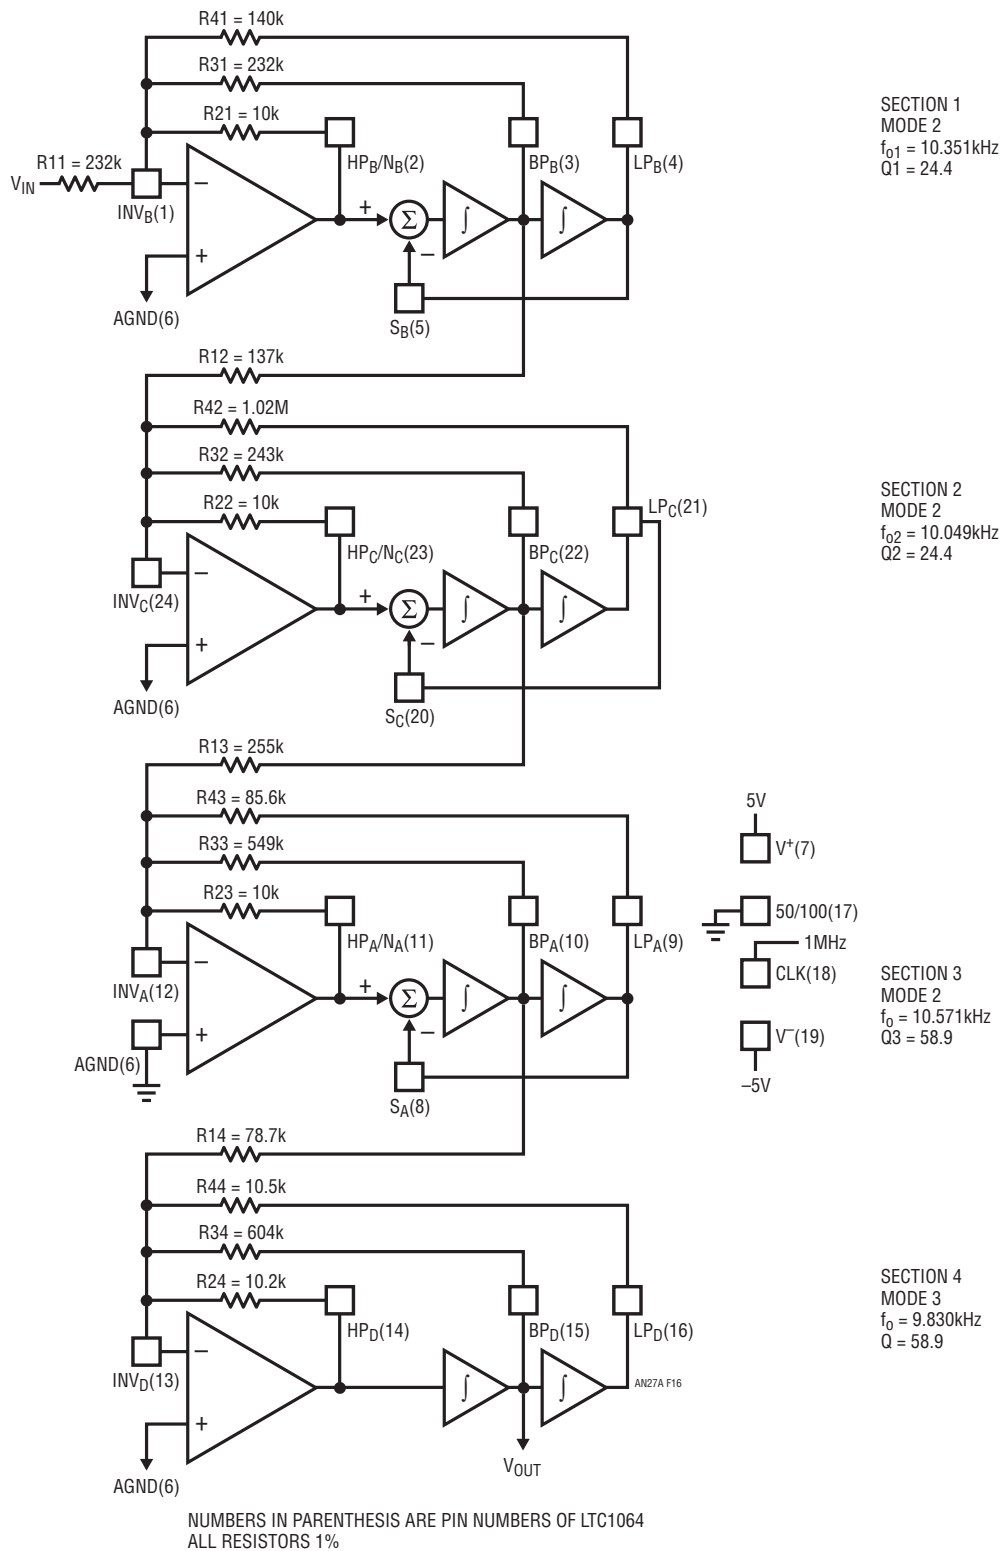 R41 = 140k
R31 = 232k
R21 = 10k
R11 = 232k
VIN
INVB(1)
HPB/NB(2)
BPB(3)
LPB(4)
−
+
+
Σ
−
∫
∫
SB(5)
AGND(6)
SECTION 1
MODE 2
fo1 = 10.351kHz
Q1 = 24.4
R12 = 137k
R42 = 1.02M
R32 = 243k
R22 = 10k
INVC(24)
HPC/NC(23)
BPC(22)
LPC(21)
−
+
+
Σ
−
∫
∫
SC(20)
AGND(6)
SECTION 2
MODE 2
fo2 = 10.049kHz
Q2 = 24.4
R13 = 255k
R43 = 85.6k
R33 = 549k
R23 = 10k
INVA(12)
HPA/NA(11)
BPA(10)
LPA(9)
−
+
+
Σ
−
∫
∫
SA(8)
AGND(6)
5V
V+(7)
50/100(17)
1MHz
CLK(18)
V−(19)
–5V
SECTION 3
MODE 2
fo = 10.571kHz
Q3 = 58.9
R14 = 78.7k
R44 = 10.5k
R34 = 604k
R24 = 10.2k
INVD(13)
HPD(14)
BPD(15)
LPD(16)
−
+
∫
∫
AN27A F16
VOUT
AGND(6)
SECTION 4
MODE 3
fo = 9.830kHz
Q = 58.9
NUMBERS IN PARENTHESIS ARE PIN NUMBERS OF LTC1064
ALL RESISTORS 1%